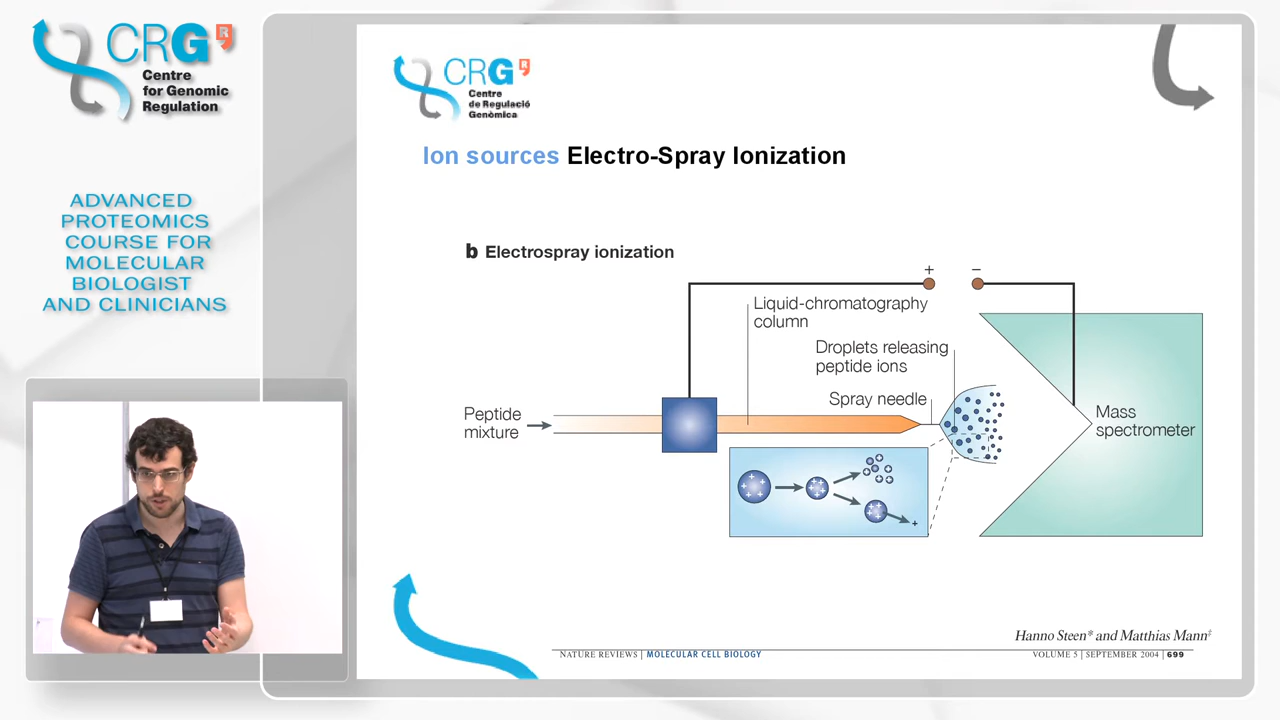 CRG R
Centre
for Genomic
Regulation
ADVANCED
PROTEOMICS
COURSE FOR
MOLECULAR
BIOLOGIST
AND CLINICIANS
CRG R
Centre
de Regulació
Genòmica
Ion sources Electro-Spray Ionization
b Electrospray ionization
+ −
Liquid-chromatography
column
Droplets releasing
peptide ions
Spray needle
Peptide
mixture
Mass
spectrometer
Hanno Steen* and Matthias Mann‡
NATURE REVIEWS | MOLECULAR CELL BIOLOGY
VOLUME 5 | SEPTEMBER 2004 | 699